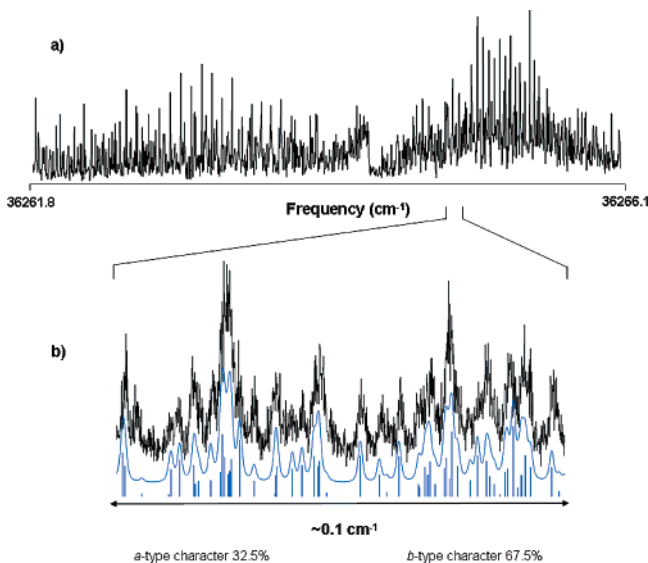 a)
36261.8 Frequency (cm⁻¹) 36266.1
b)
~0.1 cm⁻¹
a-type character 32.5% b-type character 67.5%